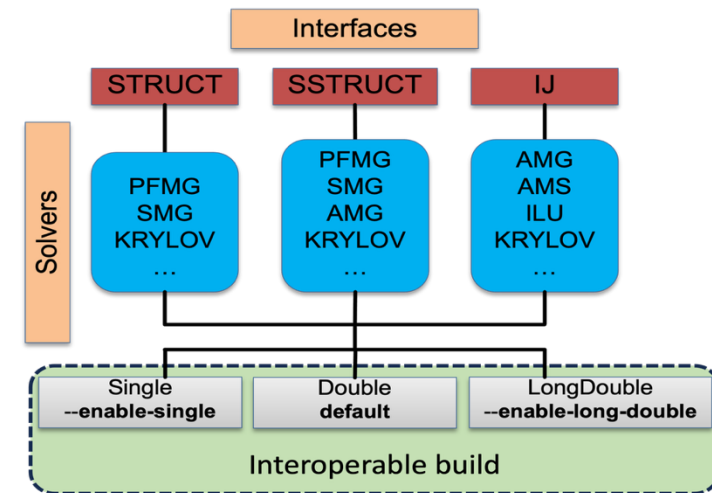 Interfaces
STRUCT
SSTRUCT
IJ
Solvers
PFMG
SMG
KRYLOV
...
PFMG
SMG
AMG
KRYLOV
...
AMG
AMS
ILU
KRYLOV
...
Single
--enable-single
Double
default
LongDouble
--enable-long-double
Interoperable build